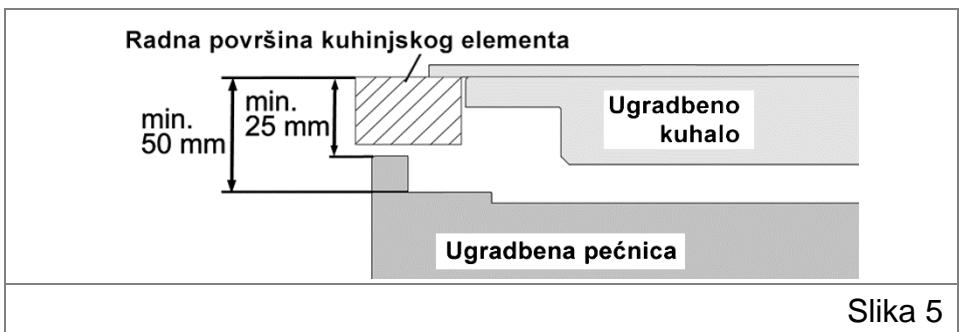 Radna površina kuhinjskog elementa
min.
25 mm
min.
50 mm
Ugradbeno
kuhalo
Ugradbena pećnica
Slika 5